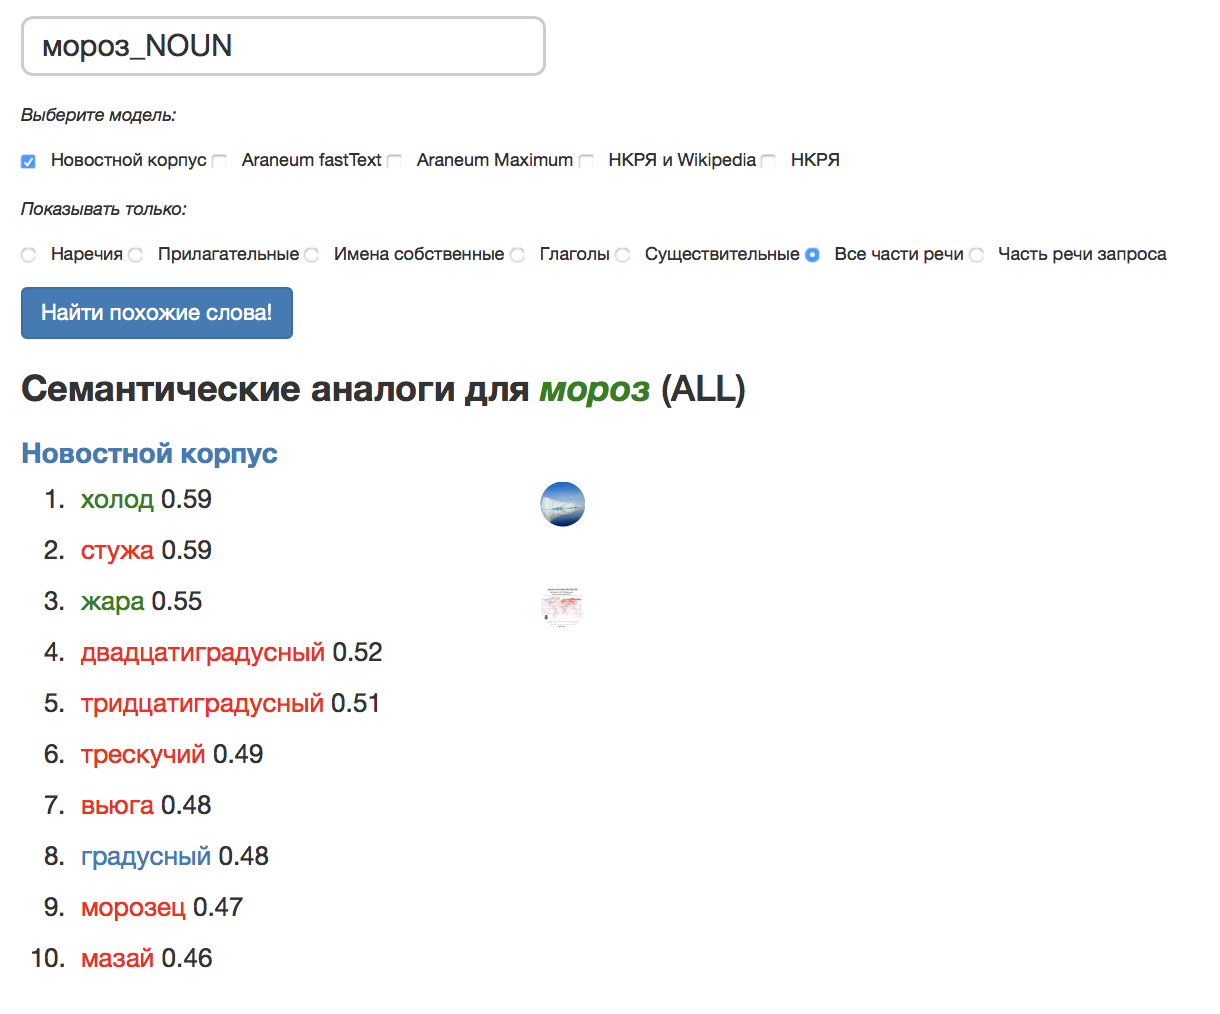 мороз_NOUN
Выберите модель:
Новостной корпус Araneum fastText Araneum Maximum НКРЯ и Wikipedia НКРЯ
Показывать только:
Наречия Прилагательные Имена собственные Глаголы Существительные Все части речи Часть речи запроса
Найти похожие слова!
Семантические аналоги для мороз (ALL)
Новостной корпус
1. холод 0.59
2. стужа 0.59
3. жара 0.55
4. двадцатиградусный 0.52
5. тридцатиградусный 0.51
6. трескучий 0.49
7. вьюга 0.48
8. градусный 0.48
9. морозец 0.47
10. мазай 0.46